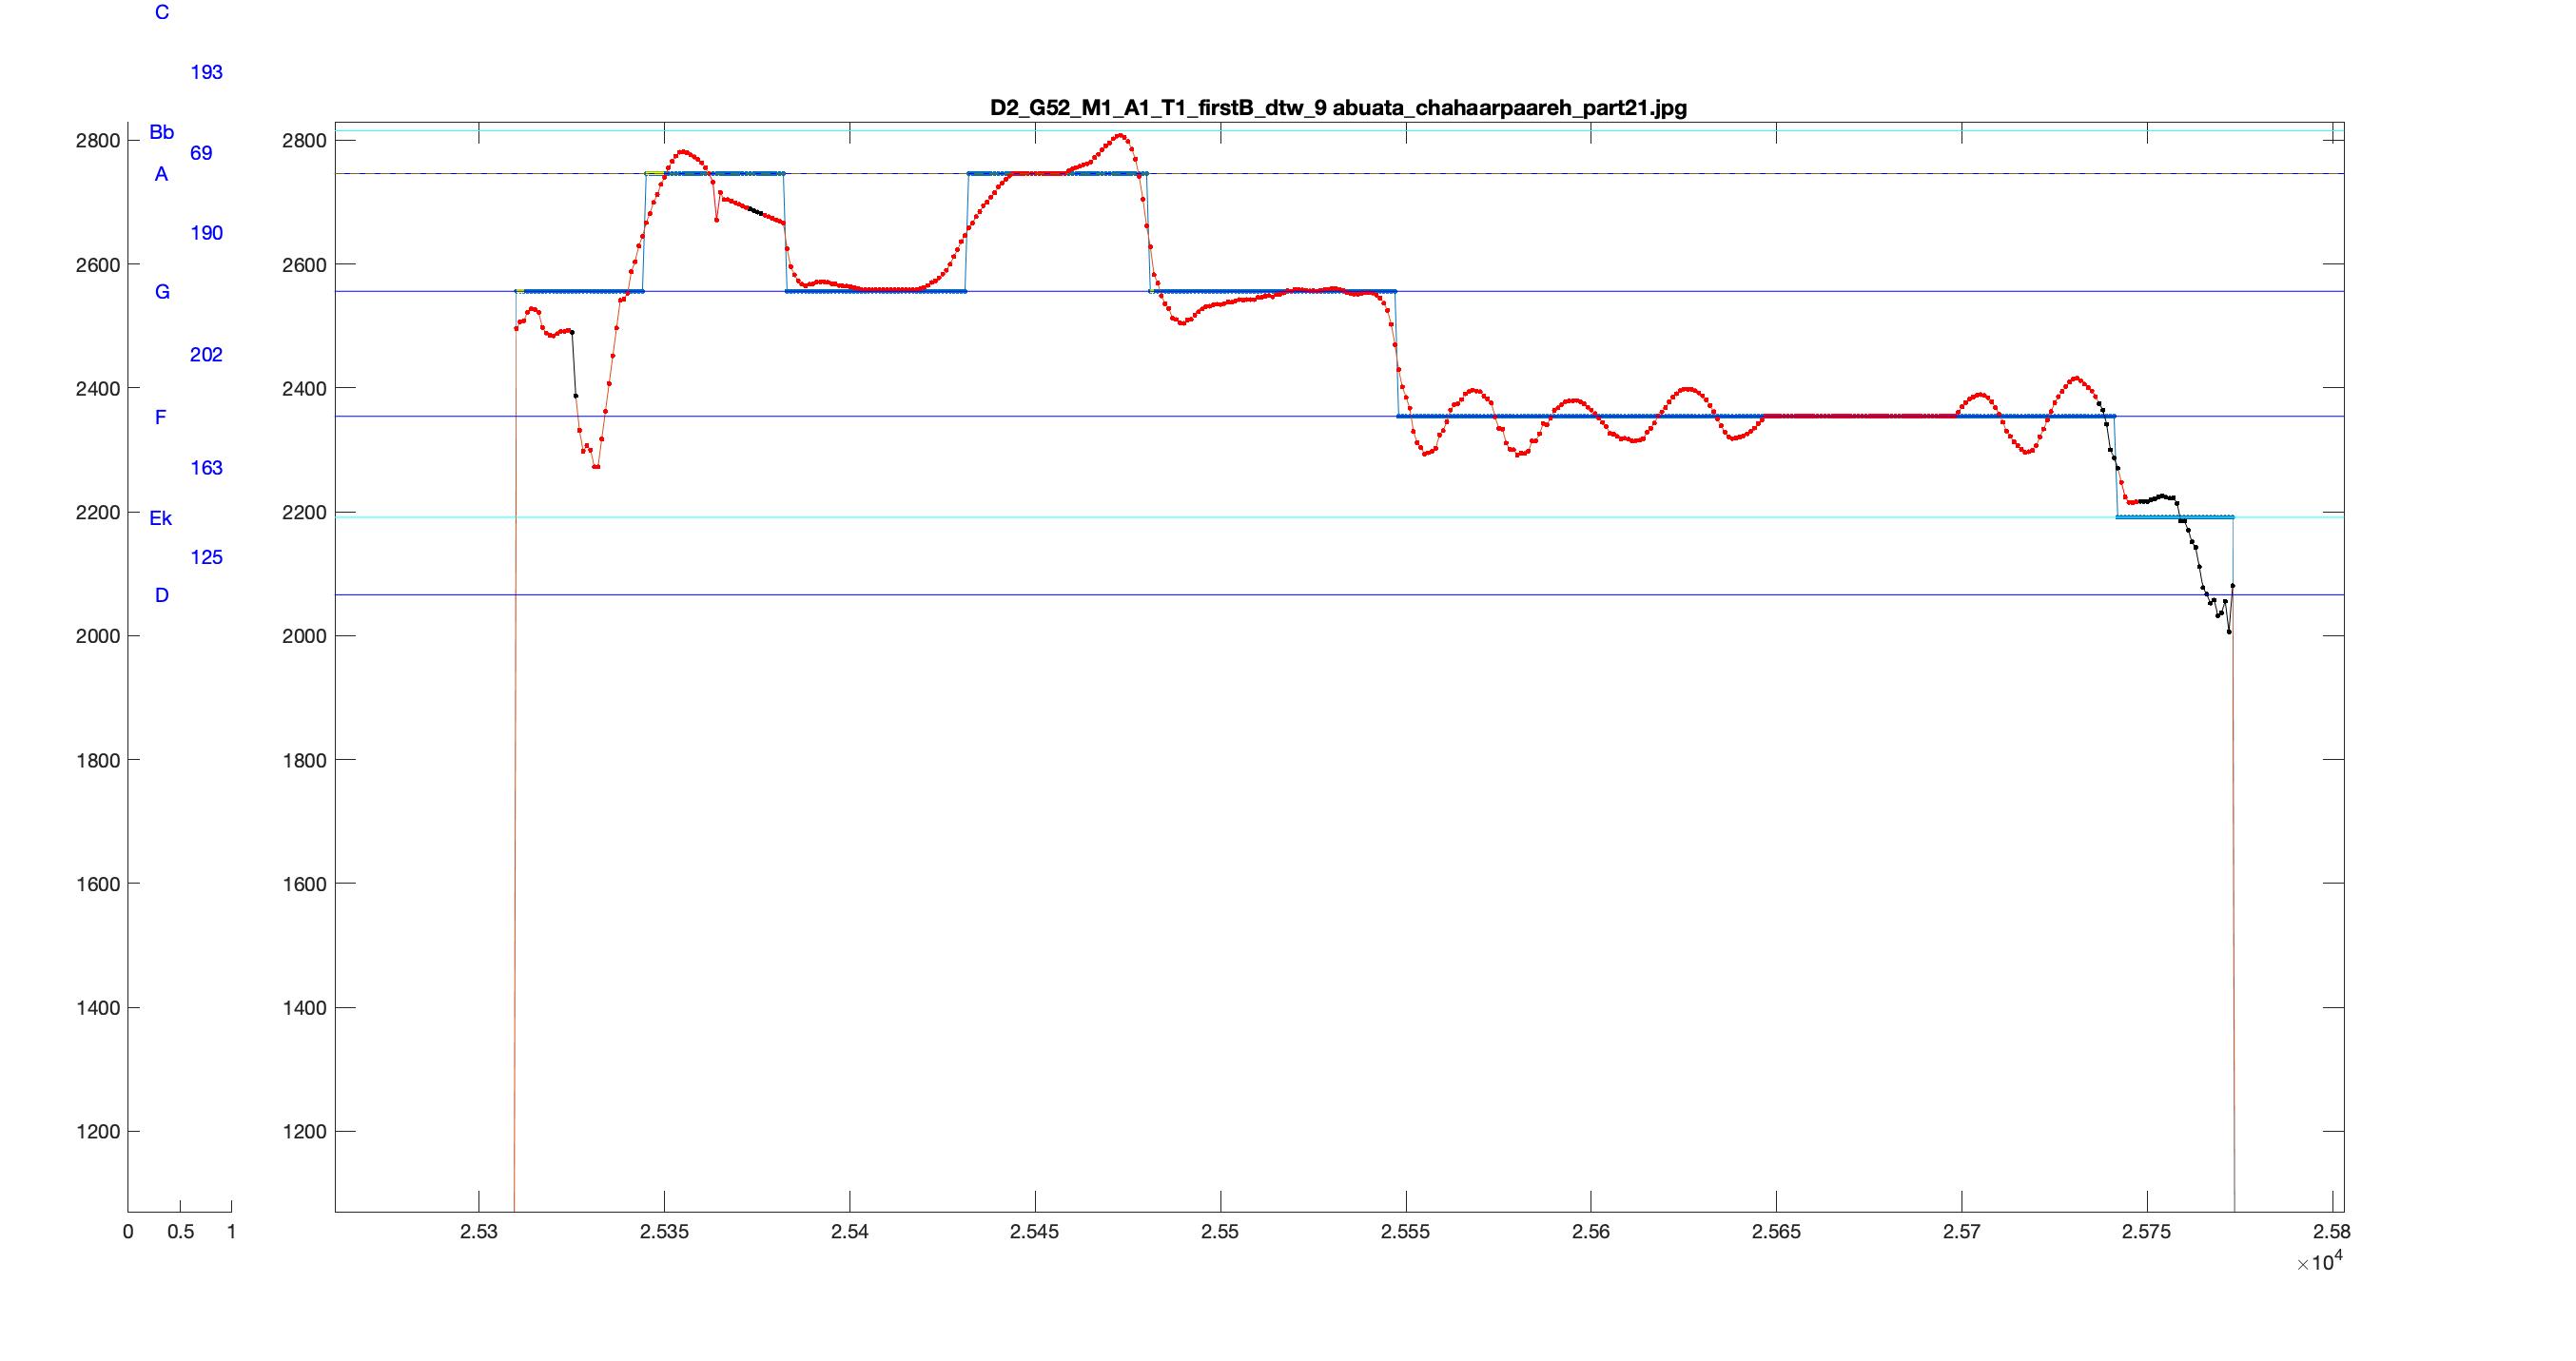 C
193
D2_G52_M1_A1_T1_firstB_dtw_9 abuata_chahaarpaareh_part21.jpg
2800 Bb 2800
69
A
190
2600 2600
G
202
2400 2400
F
163
2200 Ek 2200
125
D
2000 2000
1800 1800
1600 1600
1400 1400
1200 1200
0 0.5 1 2.53 2.535 2.54 2.545 2.55 2.555 2.56 2.565 2.57 2.575 2.58
×10^4